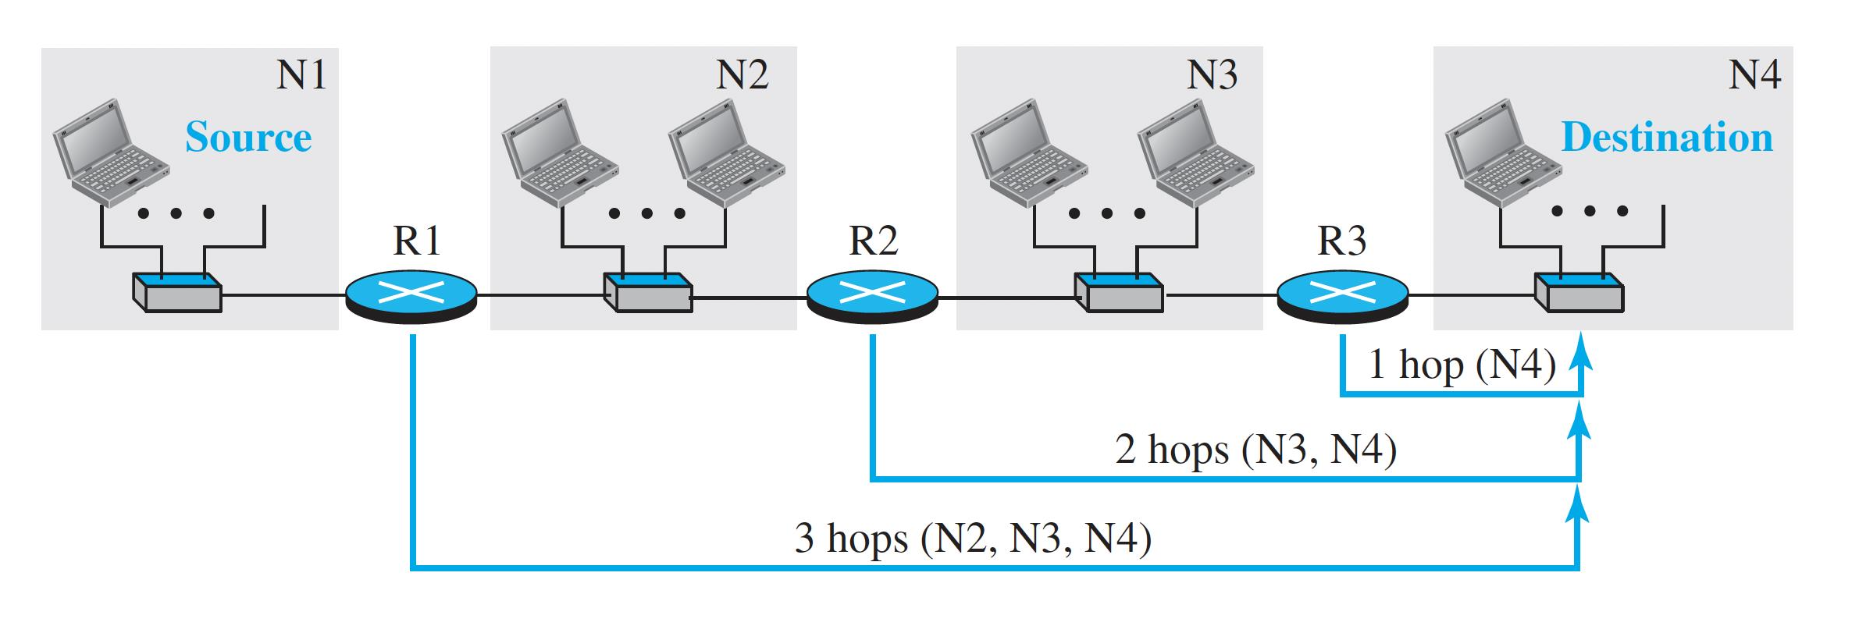 N1
N2
N3
N4
Source
Destination
R1
R2
R3
1 hop (N4)
2 hops (N3, N4)
3 hops (N2, N3, N4)